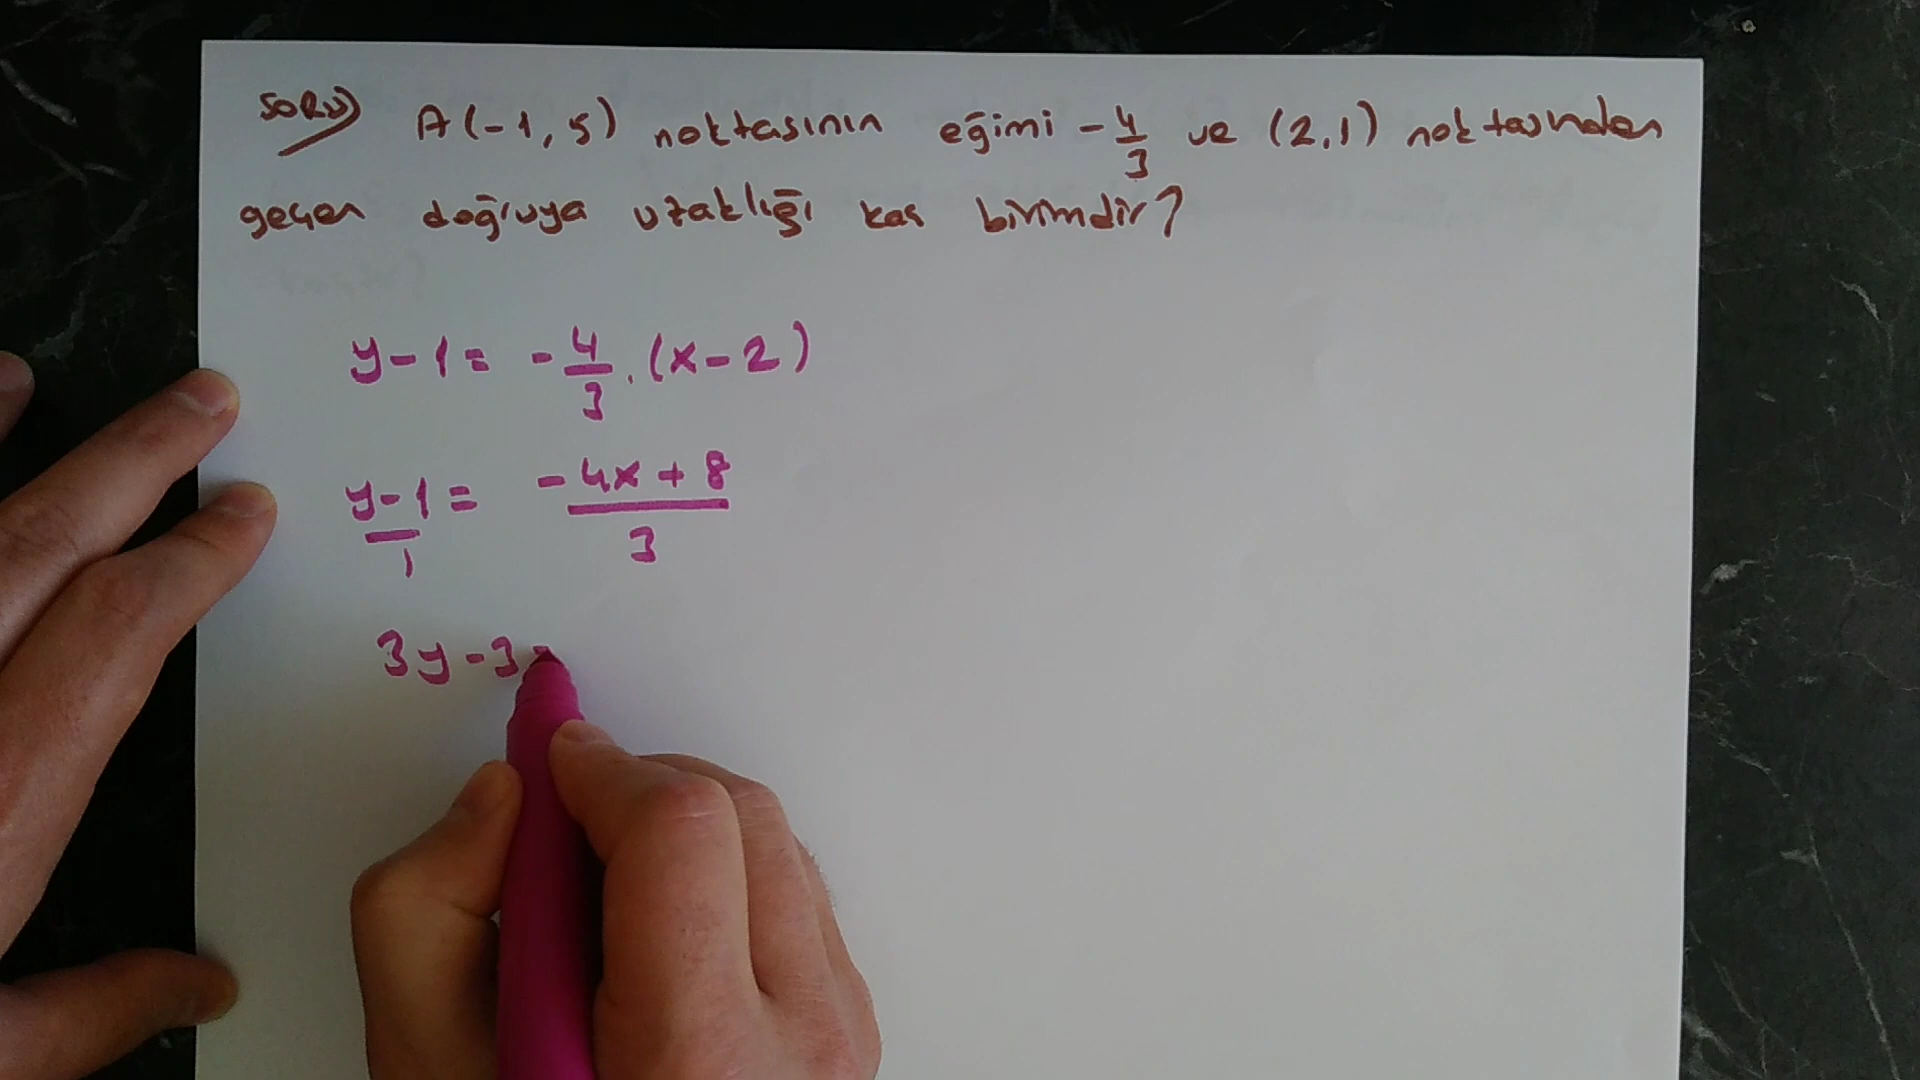 SORU) A(-1,5) noktasının eğimi -4/3 ve (2,1) noktasından
geçen doğruya uzaklığı kaç birimdir?
y-1= -4/3.(x-2)
y-1/1= -4x+8/3
3y-3=